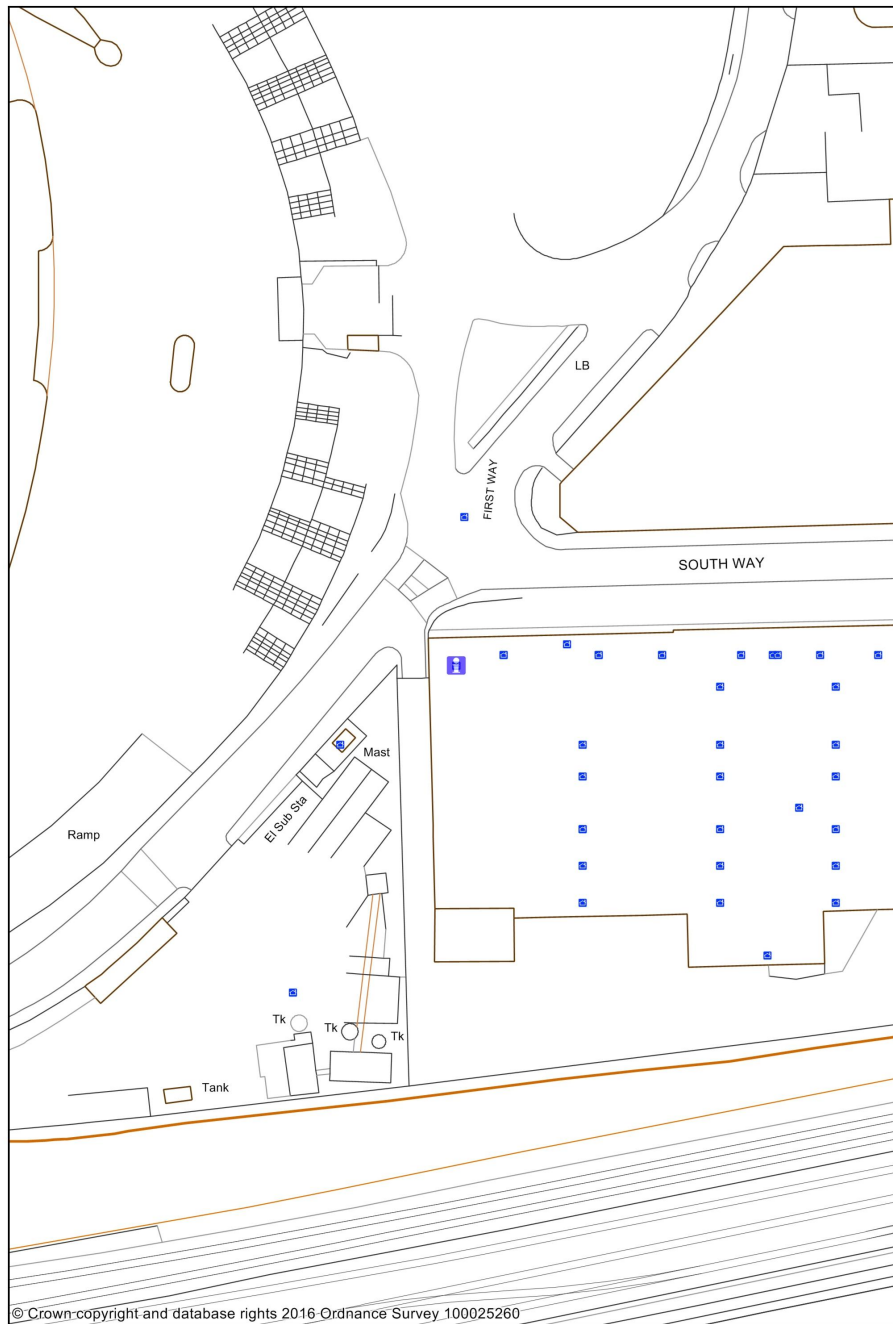 LB
FIRST WAY
SOUTH WAY
Mast
El Sub Sta
Ramp
Tk
Tk
Tk
Tank
© Crown copyright and database rights 2016 Ordnance Survey 100025260